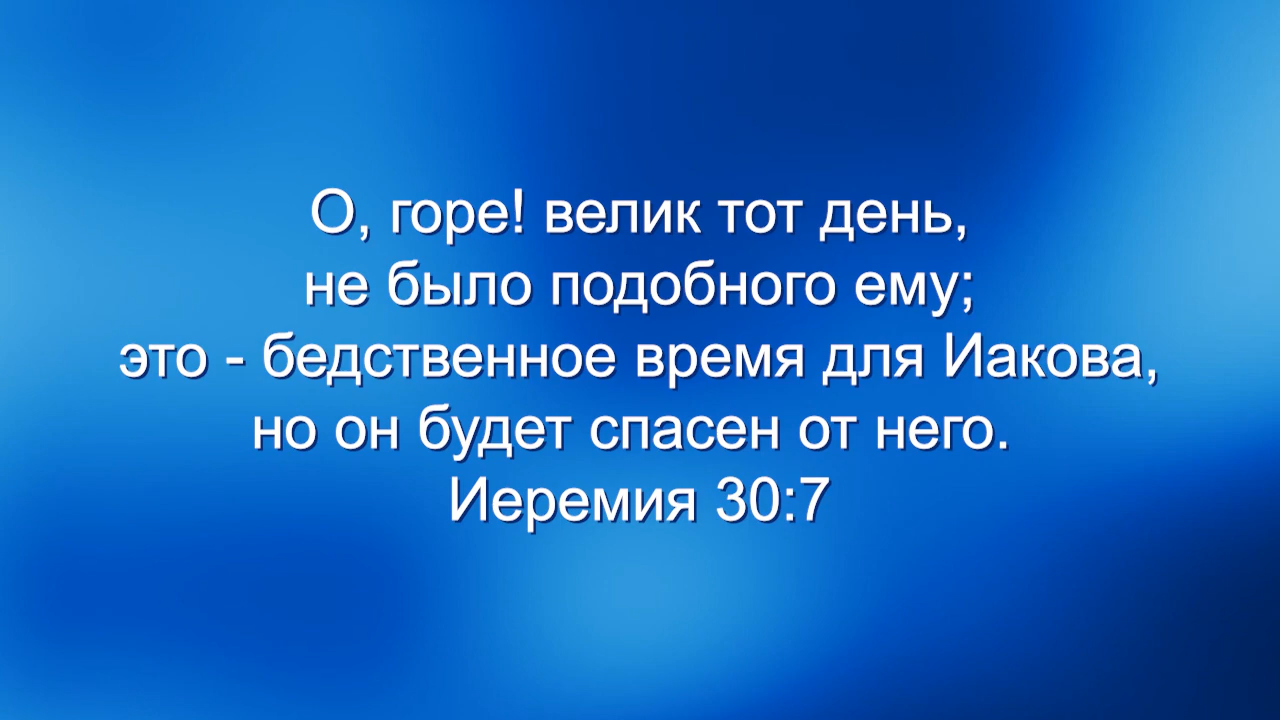 О, горе! велик тот день,
не было подобного ему;
это - бедственное время для Иакова,
но он будет спасен от него.
Иеремия 30:7